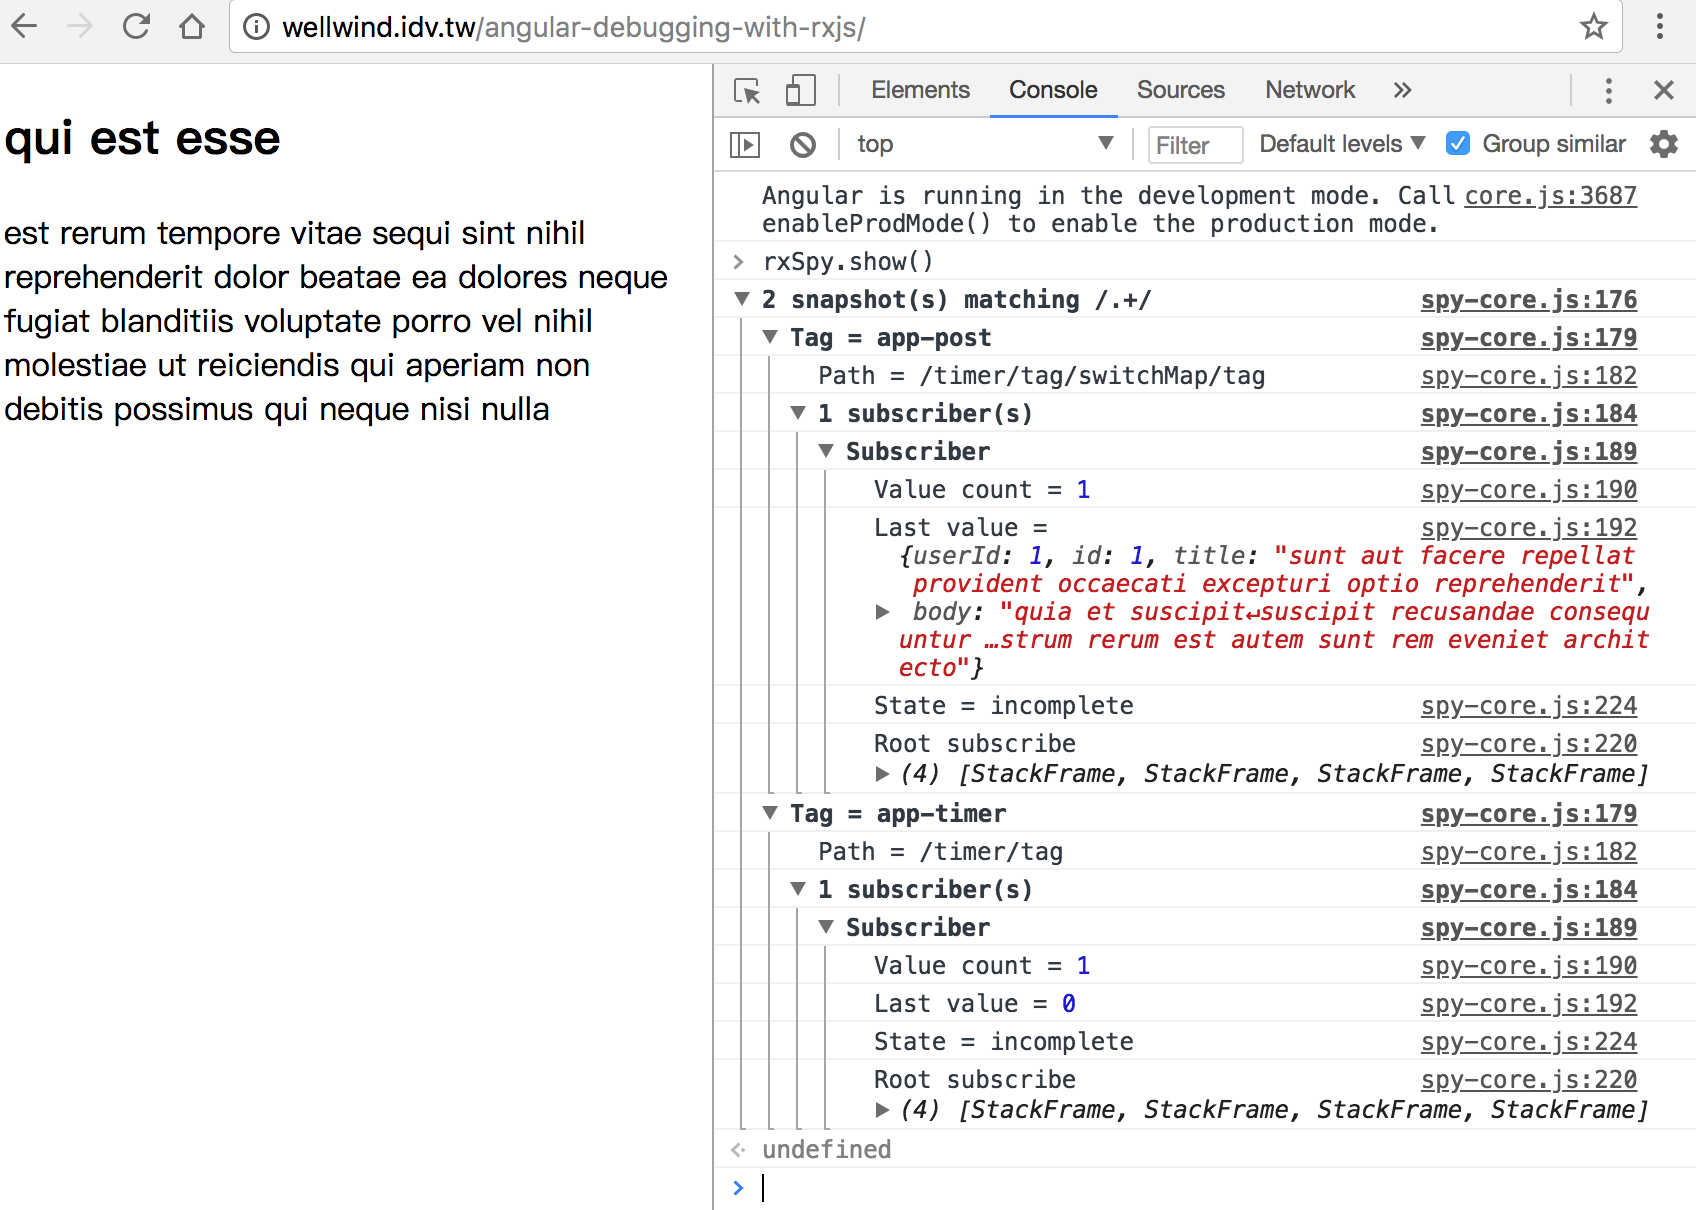 wellwind.idv.tw/angular-debugging-with-rxjs/
qui est esse
est rerum tempore vitae sequi sint nihil
reprehenderit dolor beatae ea dolores neque
fugiat blanditiis voluptate porro vel nihil
molestiae ut reiciendis qui aperiam non
debitis possimus qui neque nisi nulla
Elements Console Sources Network »
top Filter Default levels Group similar
Angular is running in the development mode. Call core.js:3687
enableProdMode() to enable the production mode.
> rxSpy.show()
2 snapshot(s) matching /.+/ spy-core.js:176
Tag = app-post spy-core.js:179
Path = /timer/tag/switchMap/tag spy-core.js:182
1 subscriber(s) spy-core.js:184
Subscriber spy-core.js:189
Value count = 1 spy-core.js:190
Last value = spy-core.js:192
{userId: 1, id: 1, title: "sunt aut facere repellat
provident occaecati excepturi optio reprehenderit",
body: "quia et suscipit↵suscipit recusandae consequ
untur …strum rerum est autem sunt rem eveniet archit
ecto"}
State = incomplete spy-core.js:224
Root subscribe spy-core.js:220
(4) [StackFrame, StackFrame, StackFrame, StackFrame]
Tag = app-timer spy-core.js:179
Path = /timer/tag spy-core.js:182
1 subscriber(s) spy-core.js:184
Subscriber spy-core.js:189
Value count = 1 spy-core.js:190
Last value = 0 spy-core.js:192
State = incomplete spy-core.js:224
Root subscribe spy-core.js:220
(4) [StackFrame, StackFrame, StackFrame, StackFrame]
undefined
>